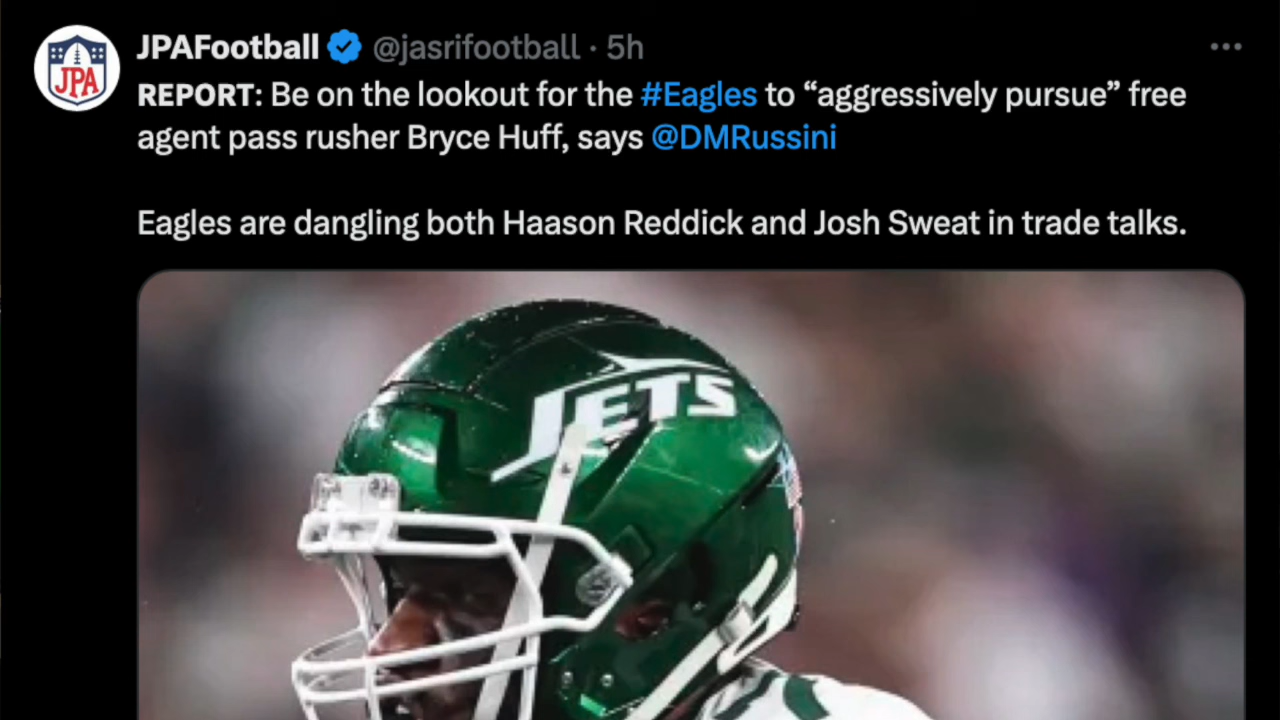 JPAFootball @jasrifootball · 5h
REPORT: Be on the lookout for the #Eagles to “aggressively pursue” free
agent pass rusher Bryce Huff, says @DMRussini
Eagles are dangling both Haason Reddick and Josh Sweat in trade talks.
JPA
JETS